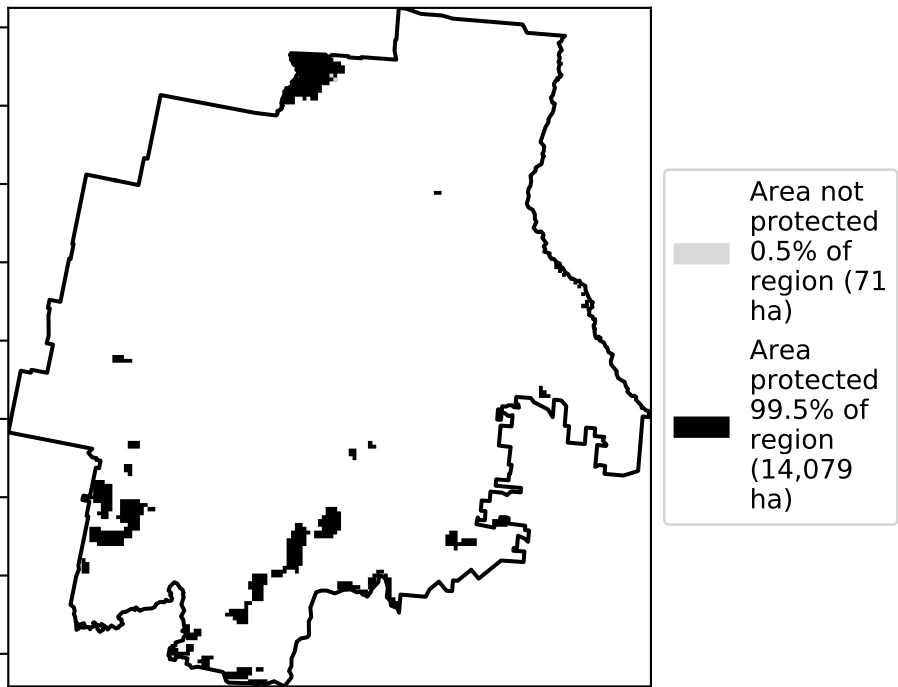 Area not
protected
0.5% of
region (71
ha)
Area
protected
99.5% of
region
(14,079
ha)